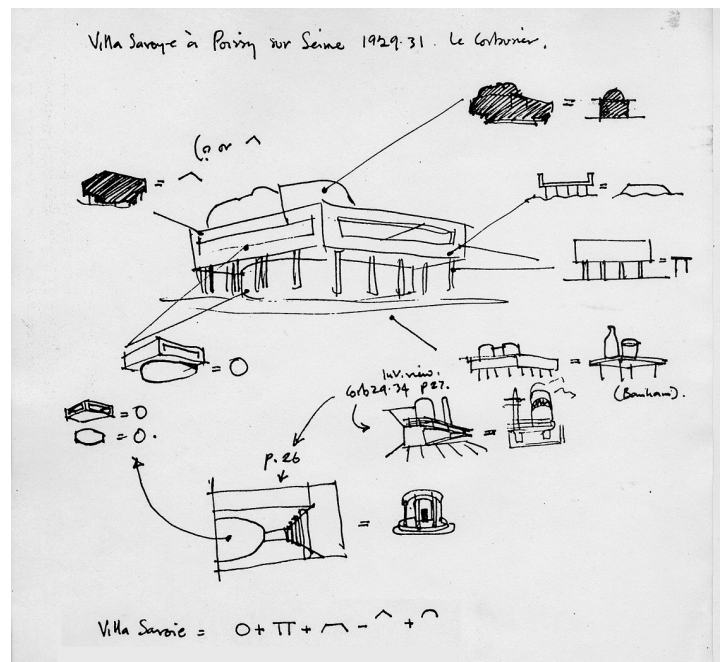 Villa Savoye à Poissy sur Seine 1929.31. Le Corbusier.
(? or ^
= ^
=
=
= π
= O
=
(Banham).
Int. view.
Corb 29.34 p27.
=
= O
= O.
p.26
=
Villa Savoie = O + π + ⌒ - ^ + ⌒